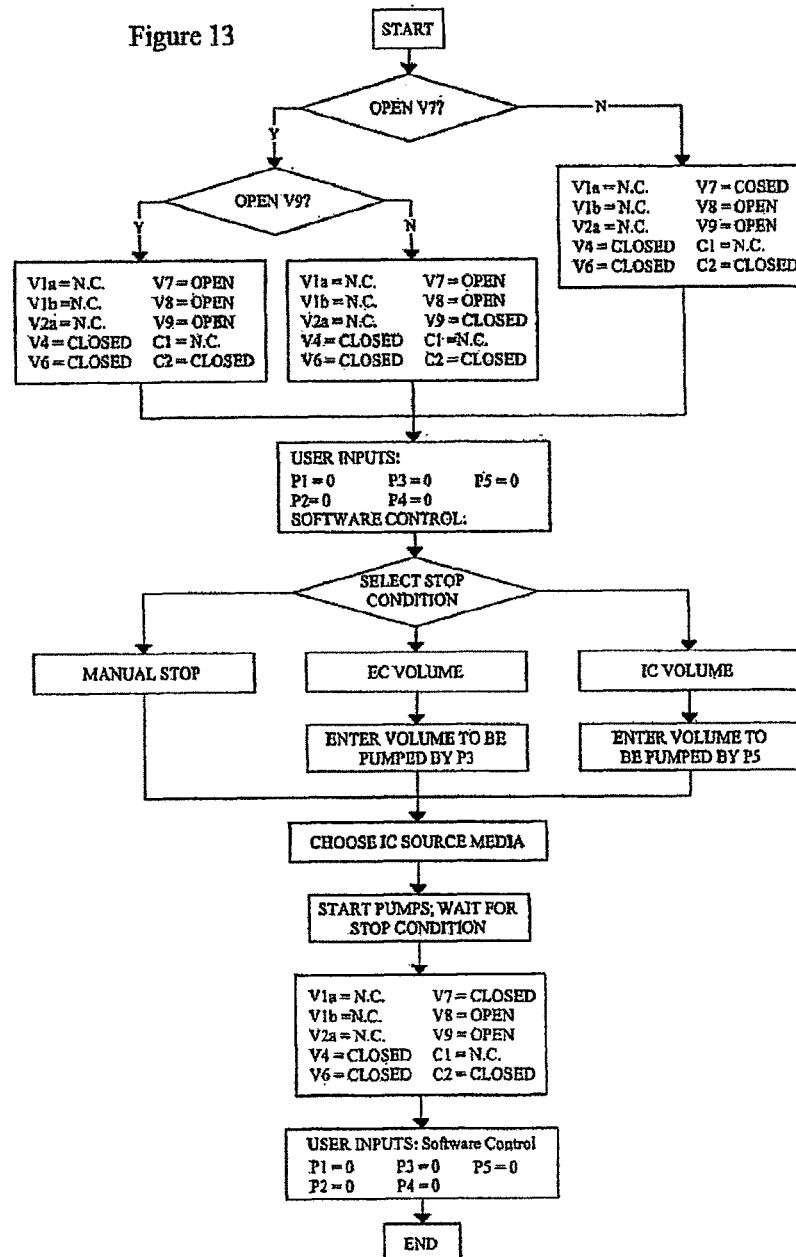 Figure 13
START
OPEN V7?
Y
N
OPEN V9?
Y
N
V1a = N.C. V7 = COSED
V1b = N.C. V8 = OPEN
V2a = N.C. V9 = OPEN
V4 = CLOSED C1 = N.C.
V6 = CLOSED C2 = CLOSED
V1a = N.C. V7 = OPEN
V1b = N.C. V8 = OPEN
V2a = N.C. V9 = OPEN
V4 = CLOSED C1 = N.C.
V6 = CLOSED C2 = CLOSED
V1a = N.C. V7 = OPEN
V1b = N.C. V8 = OPEN
V2a = N.C. V9 = CLOSED
V4 = CLOSED C1 = N.C.
V6 = CLOSED C2 = CLOSED
USER INPUTS:
P1 = 0 P3 = 0 P5 = 0
P2 = 0 P4 = 0
SOFTWARE CONTROL:
SELECT STOP
CONDITION
MANUAL STOP
EC VOLUME
IC VOLUME
ENTER VOLUME TO BE
PUMPED BY P3
ENTER VOLUME TO
BE PUMPED BY P5
CHOOSE IC SOURCE MEDIA
START PUMPS; WAIT FOR
STOP CONDITION
V1a = N.C. V7 = CLOSED
V1b = N.C. V8 = OPEN
V2a = N.C. V9 = OPEN
V4 = CLOSED C1 = N.C.
V6 = CLOSED C2 = CLOSED
USER INPUTS: Software Control
P1 = 0 P3 = 0 P5 = 0
P2 = 0 P4 = 0
END